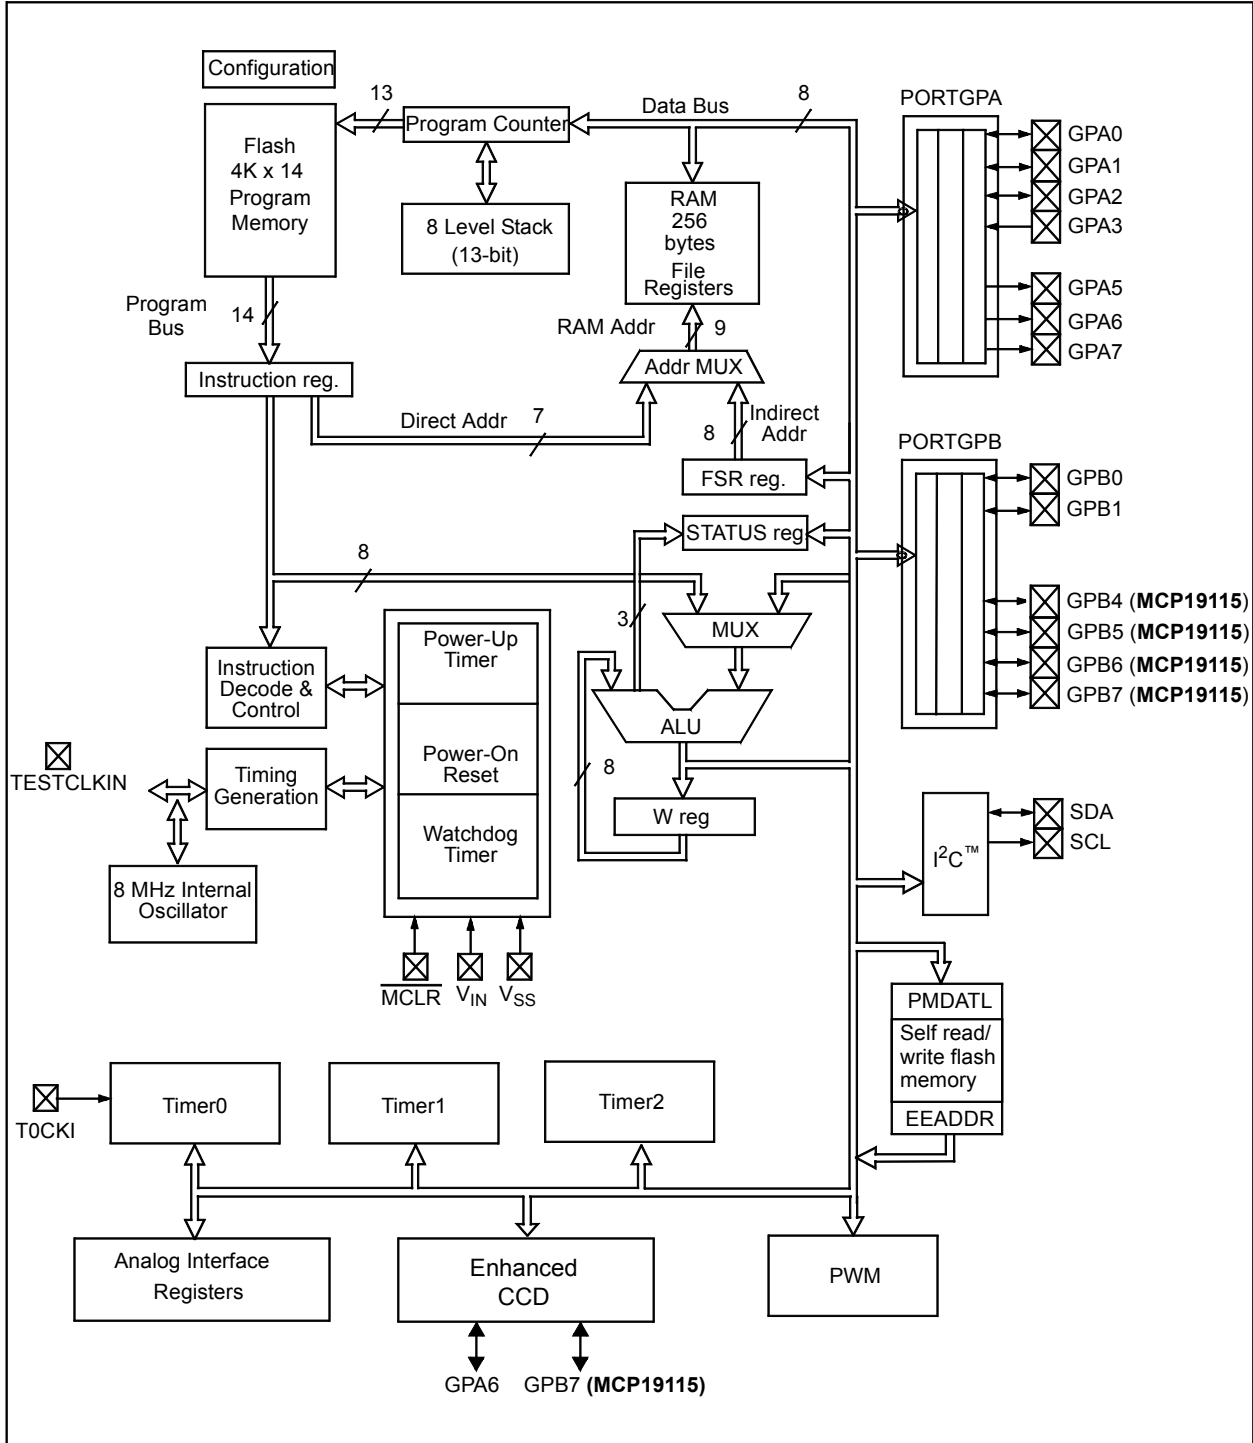 Configuration
13
Program Counter
Data Bus
8
PORTGPA
Flash
4K x 14
Program
Memory
8 Level Stack
(13-bit)
RAM
256
bytes
File
Registers
GPA0
GPA1
GPA2
GPA3
GPA5
GPA6
GPA7
Program
Bus
14
RAM Addr
9
Addr MUX
Instruction reg.
Direct Addr
7
8
Indirect
Addr
FSR reg.
PORTGPB
GPB0
GPB1
STATUS reg
8
3
MUX
GPB4 (MCP19115)
GPB5 (MCP19115)
GPB6 (MCP19115)
GPB7 (MCP19115)
Power-Up
Timer
Instruction
Decode &
Control
ALU
Power-On
Reset
8
TESTCLKIN
Timing
Generation
W reg
Watchdog
Timer
8 MHz Internal
Oscillator
I2C™
SDA
SCL
MCLR
VIN
VSS
PMDATL
Self read/
write flash
memory
EEADDR
T0CKI
Timer0
Timer1
Timer2
Analog Interface
Registers
Enhanced
CCD
PWM
GPA6
GPB7 (MCP19115)